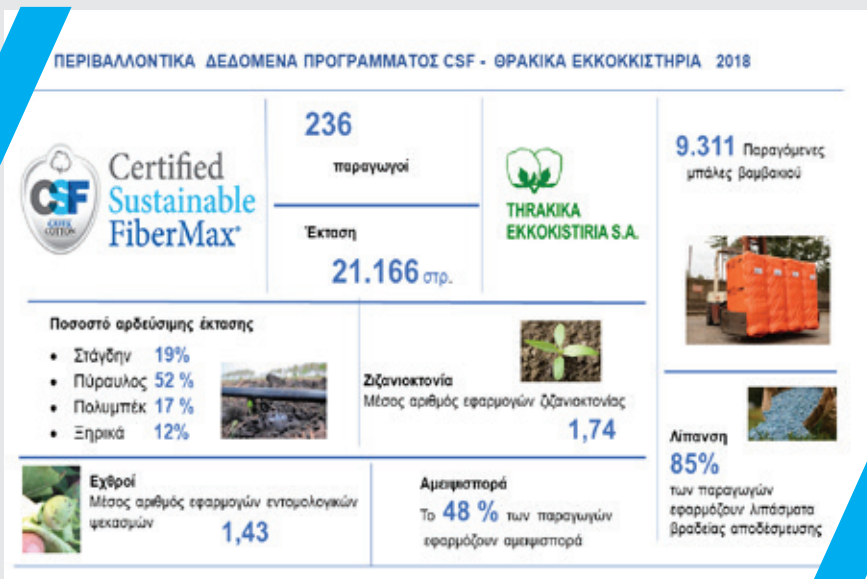 ΠΕΡΙΒΑΛΛΟΝΤΙΚΑ ΔΕΔΟΜΕΝΑ ΠΡΟΓΡΑΜΜΑΤΟΣ CSF - ΘΡΑΚΙΚΑ ΕΚΚΟΚΚΙΣΤΗΡΙΑ 2018
CSF
COTTON
Certified
Sustainable
FiberMax®
236
παραγωγοί
Έκταση
21.166 στρ.
THRAKIKA
EKKOKISTIRIA S.A.
9.311 Παραγόμενες
μπάλες βαμβακιού
Ποσοστό αρδεύσιμης έκτασης
• Στάγδην 19%
• Πύραυλος 52 %
• Πολυμπέκ 17 %
• Ξηρικά 12%
Ζιζανιοκτονία
Μέσος αριθμός εφαρμογών ζιζανιοκτονίας
1,74
Λίπανση
85%
των παραγωγών
εφαρμόζουν λιπάσματα
βραδείας αποδέσμευσης
Εχθροί
Μέσος αριθμός εφαρμογών εντομολογικών
ψεκασμών
1,43
Αμειψισπορά
Το 48 % των παραγωγών
εφαρμόζουν αμειψισπορά